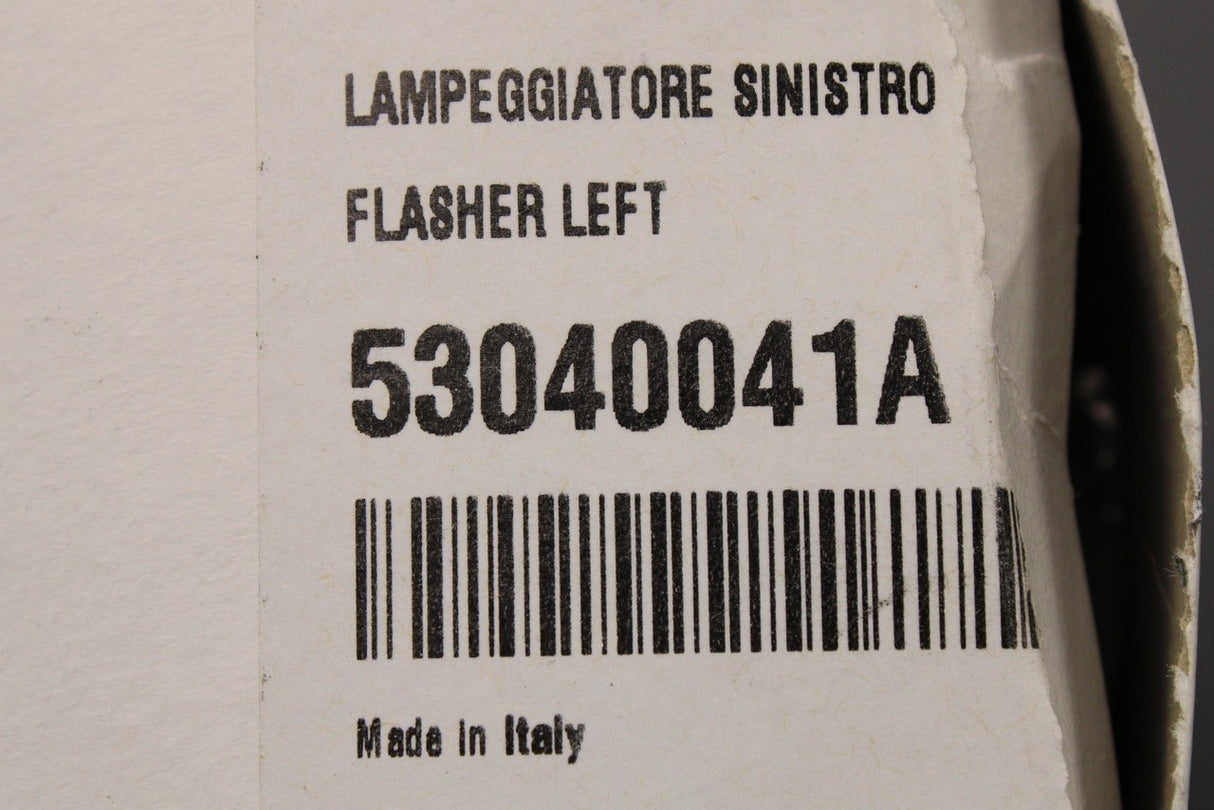 LAMPEGGIATORE SINISTRO
FLASHER LEFT
53040041A
Made in Italy